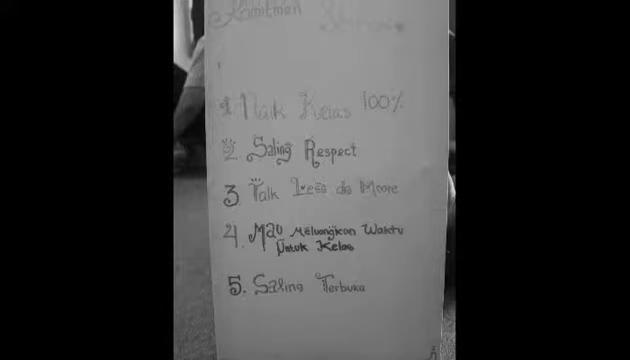 Komitmen
1 Naik Kelas 100%
2 Saling Respect
3 Talk Less do Moore
4. Mau Meluangkan Waktu
Untuk Kelas
5. Saling Terbuka